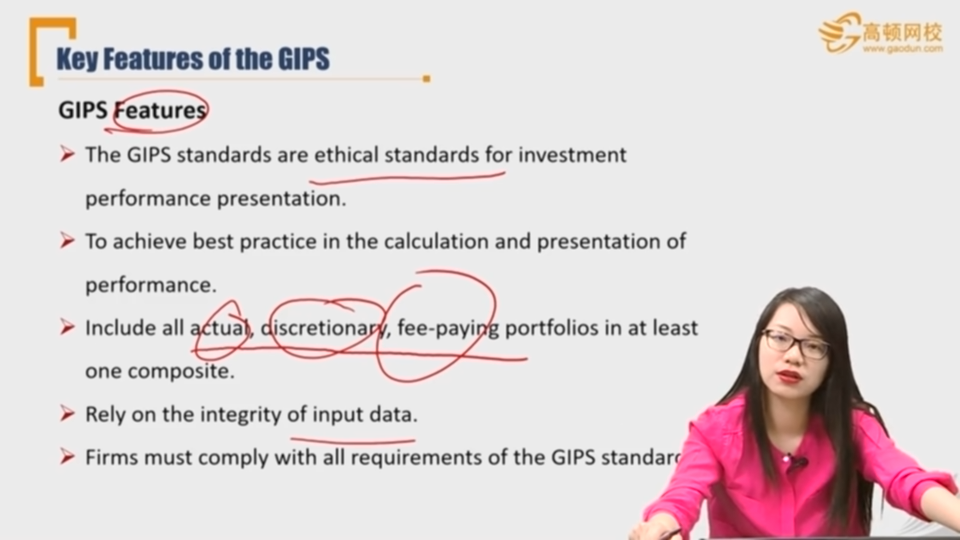 高顿网校
www.gaodun.com
Key Features of the GIPS
GIPS Features
The GIPS standards are ethical standards for investment
performance presentation.
To achieve best practice in the calculation and presentation of
performance.
Include all actual, discretionary, fee-paying portfolios in at least
one composite.
Rely on the integrity of input data.
Firms must comply with all requirements of the GIPS standard